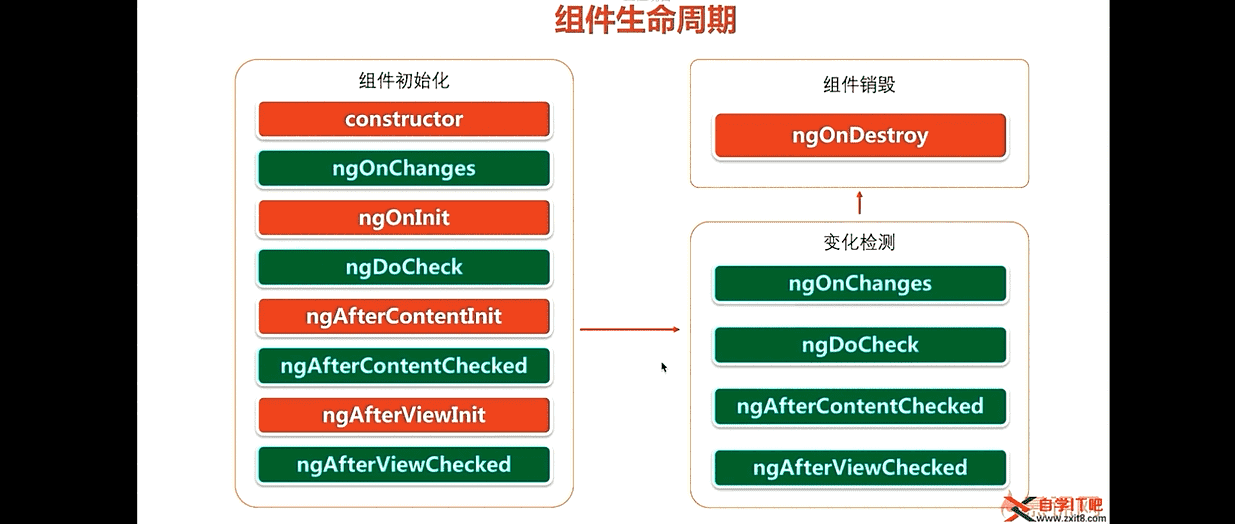 组件生命周期
组件初始化
constructor
ngOnChanges
ngOnInit
ngDoCheck
ngAfterContentInit
ngAfterContentChecked
ngAfterViewInit
ngAfterViewChecked
组件销毁
ngOnDestroy
变化检测
ngOnChanges
ngDoCheck
ngAfterContentChecked
ngAfterViewChecked
自学IT吧
www.zxit8.com